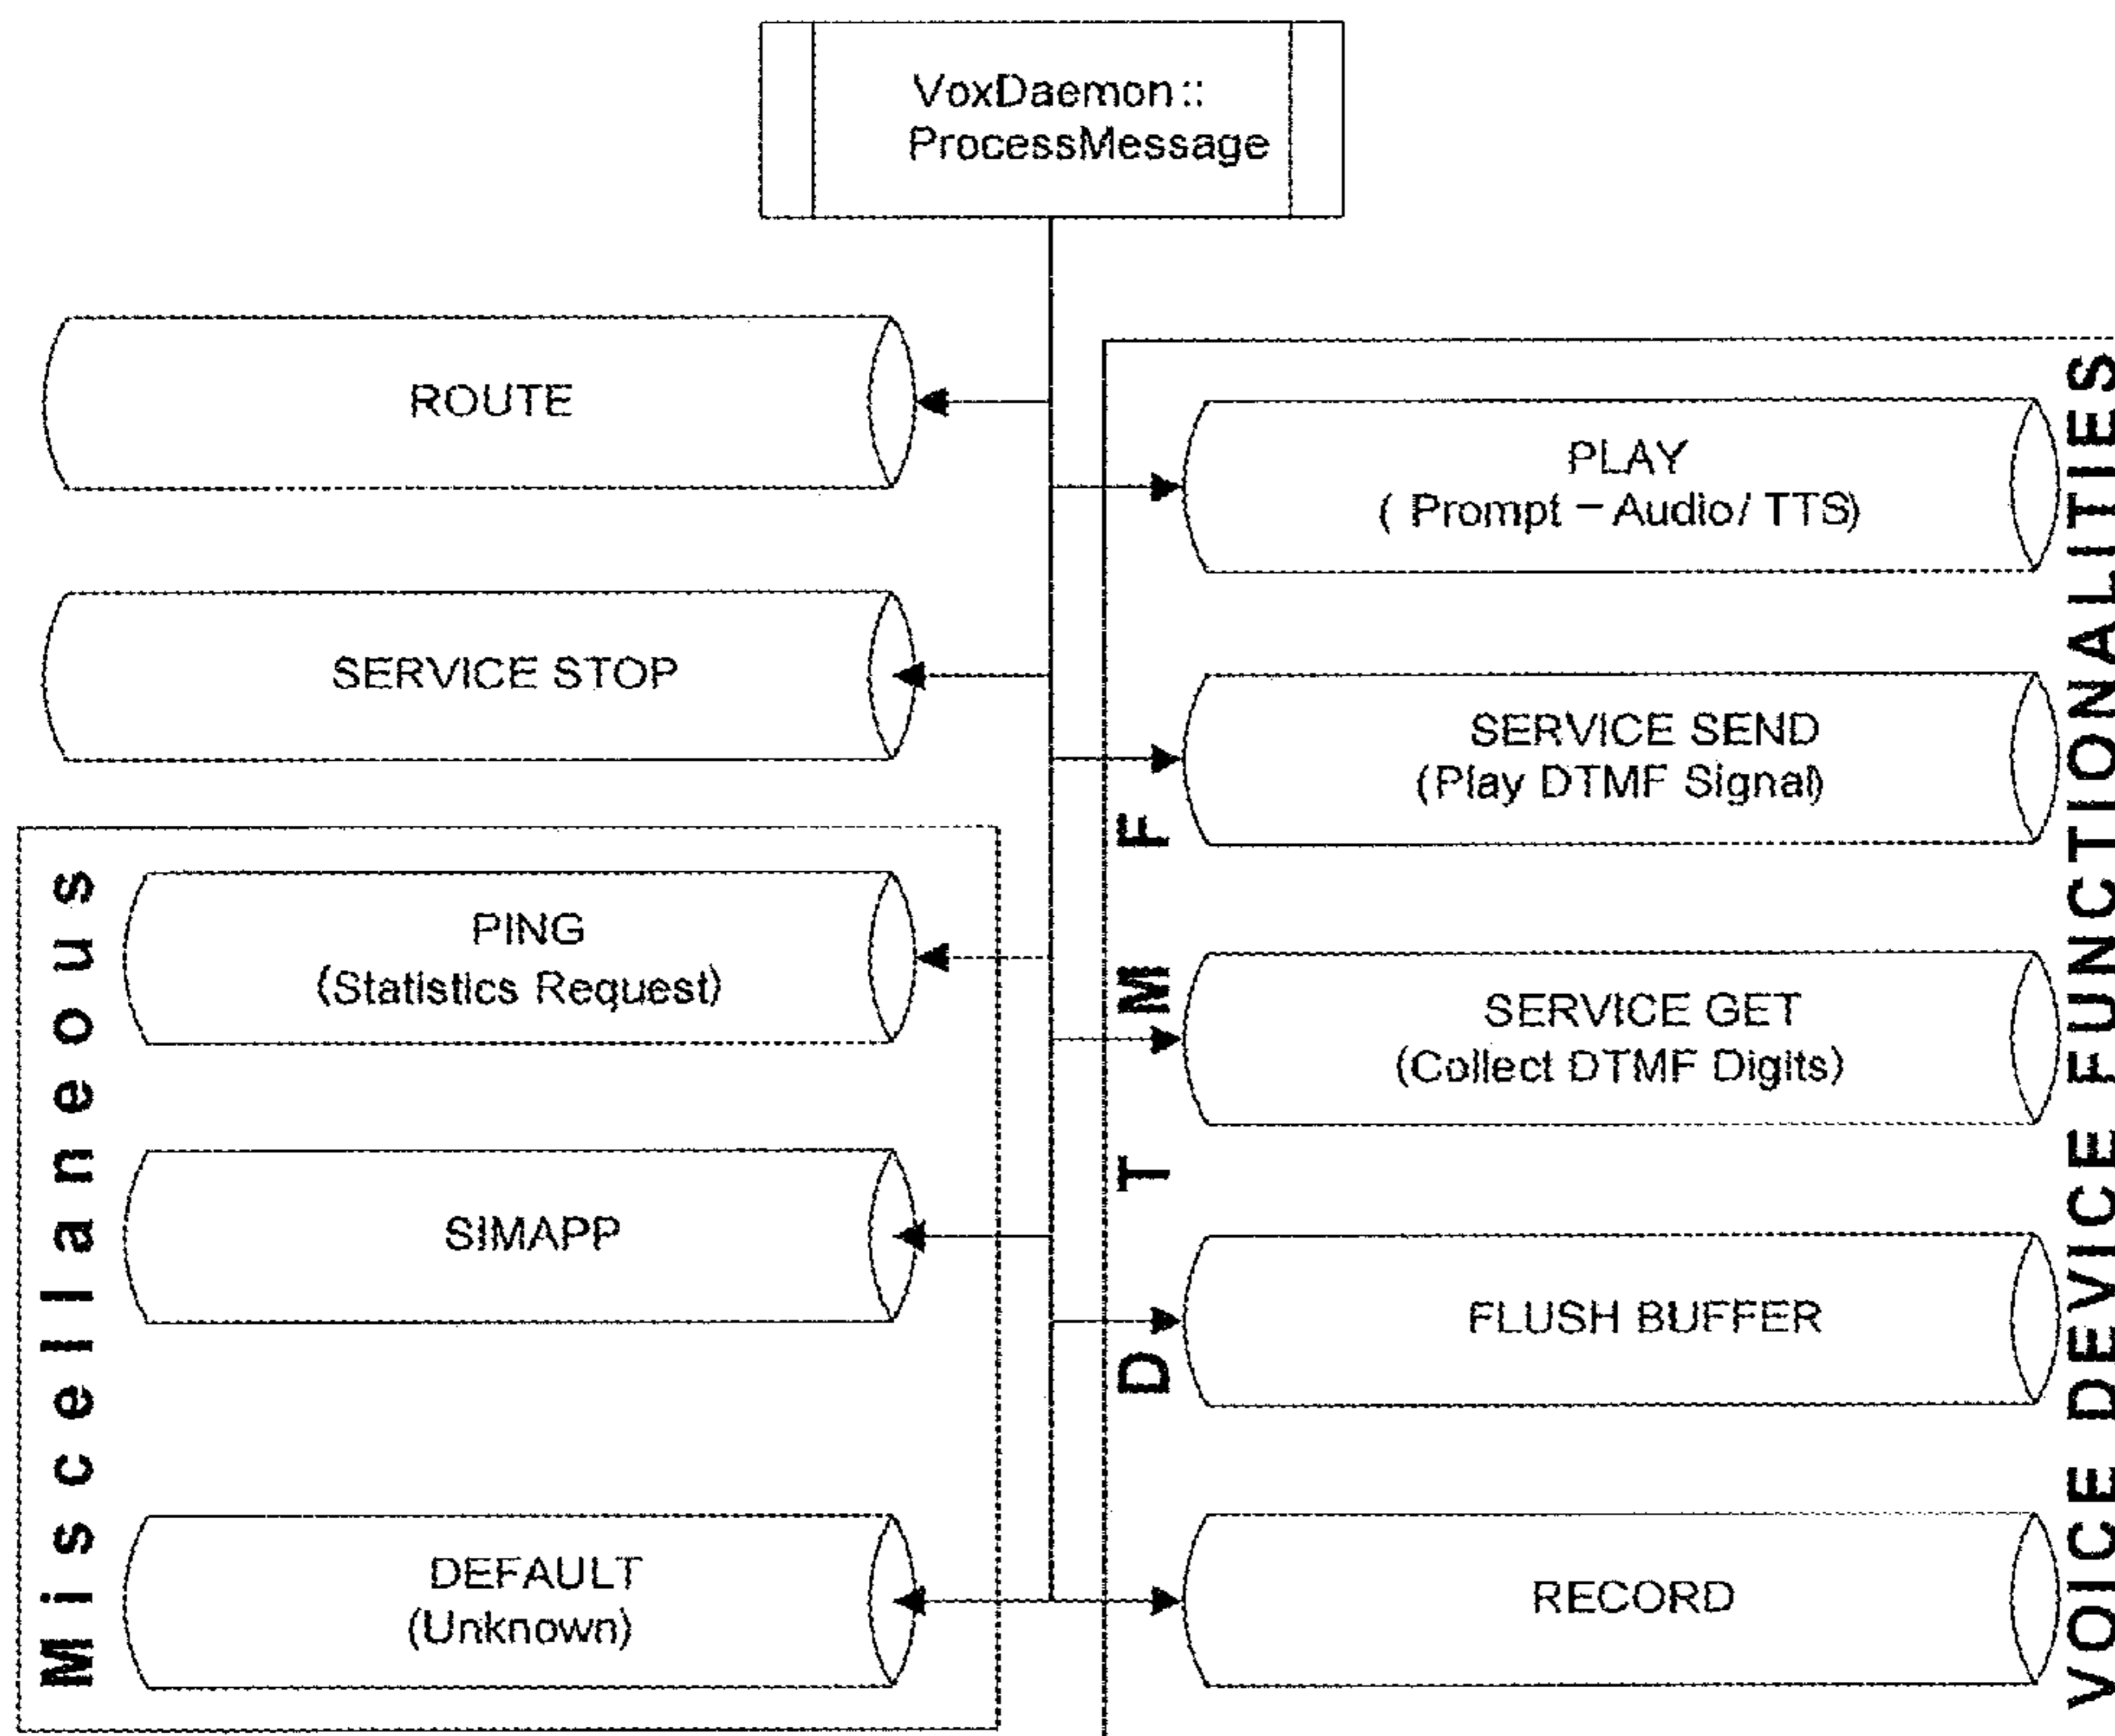 VoxDaemon::
ProcessMessage
ROUTE
SERVICE STOP
Miscellaneous
PING
(Statistics Request)
SIMAPP
DEFAULT
(Unknown)
DTMF
PLAY
( Prompt – Audio/ TTS)
SERVICE SEND
(Play DTMF Signal)
SERVICE GET
(Collect DTMF Digits)
FLUSH BUFFER
RECORD
VOICE DEVICE FUNCTIONALITIES